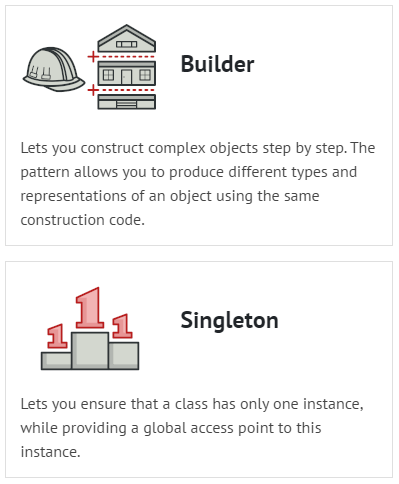 Builder
Lets you construct complex objects step by step. The
pattern allows you to produce different types and
representations of an object using the same
construction code.
1 1 1
Singleton
Lets you ensure that a class has only one instance,
while providing a global access point to this
instance.